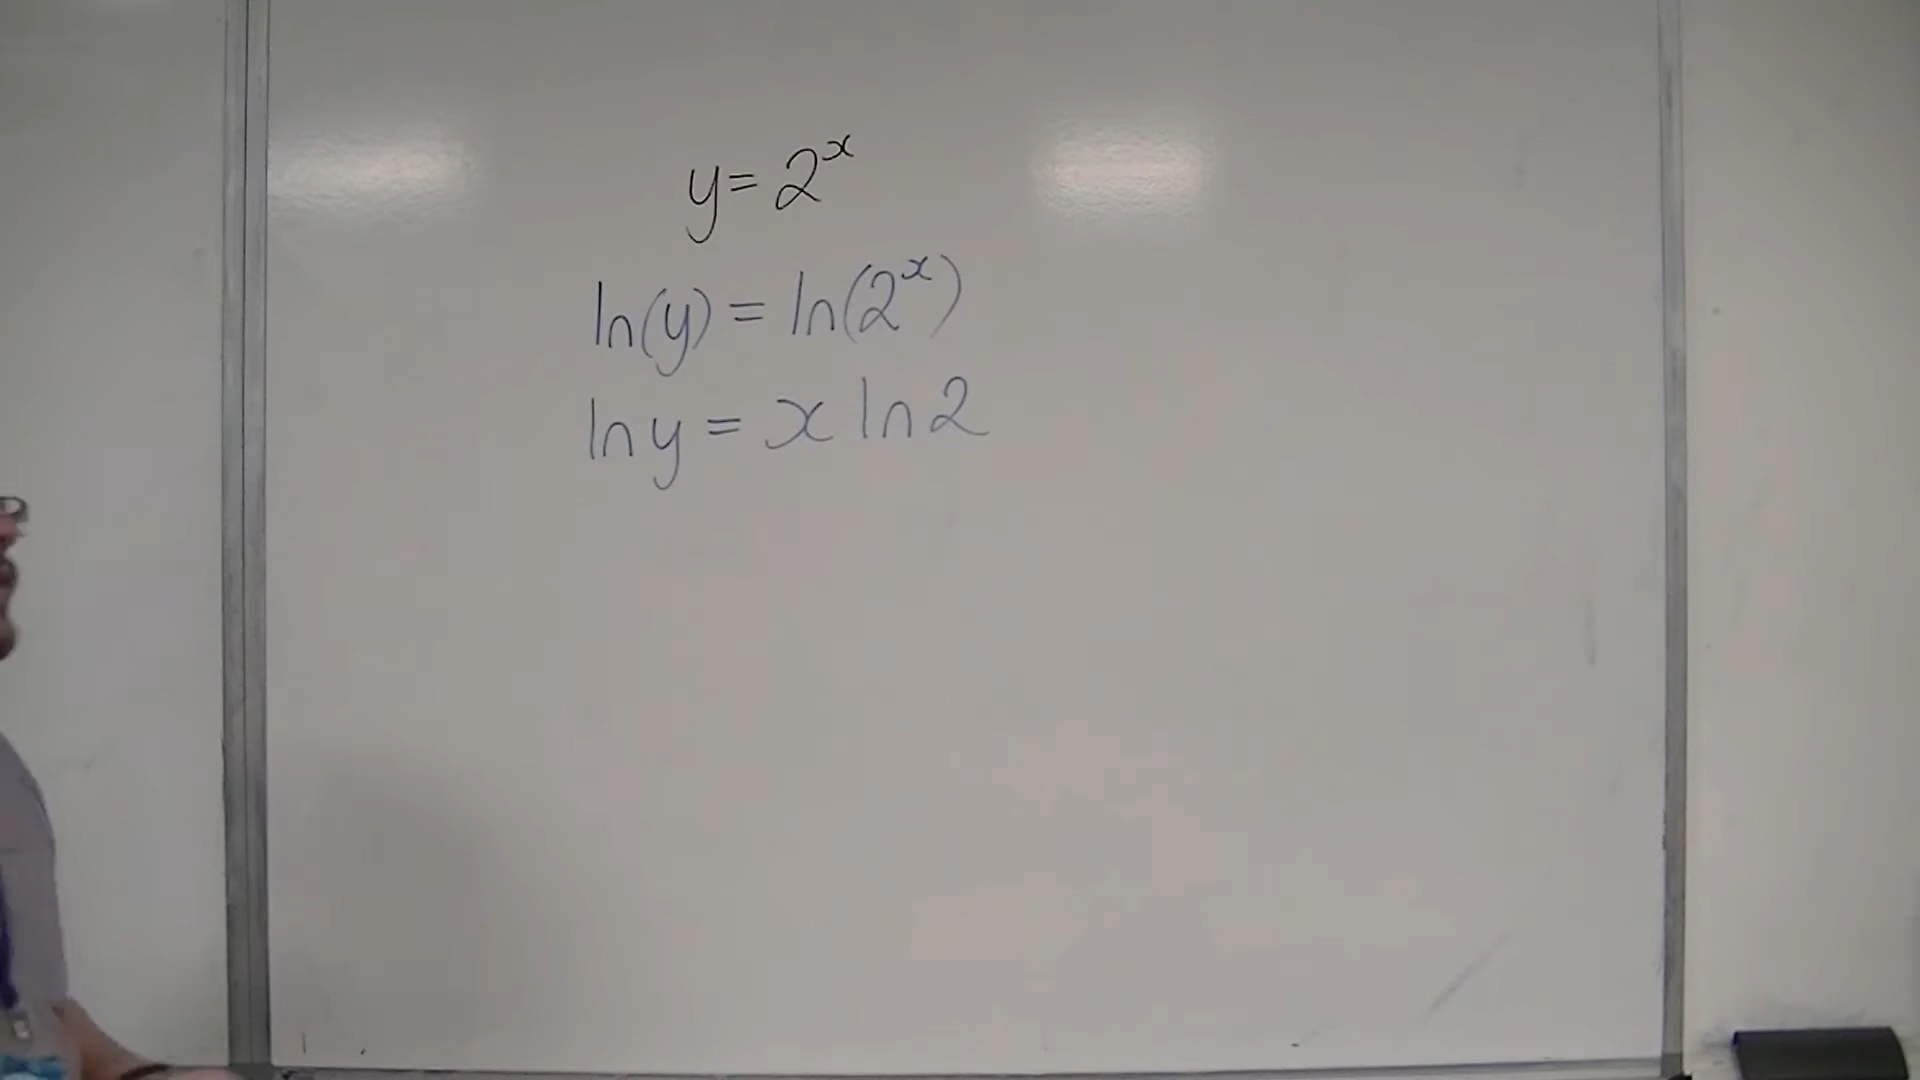 y = 2^x
ln(y) = ln(2^x)
ln y = x ln 2